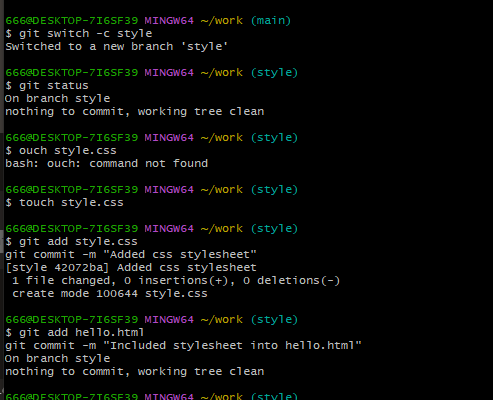 666@DESKTOP-7I6SF39 MINGW64 ~/work (main)
$ git switch -c style
Switched to a new branch 'style'
666@DESKTOP-7I6SF39 MINGW64 ~/work (style)
$ git status
On branch style
nothing to commit, working tree clean
666@DESKTOP-7I6SF39 MINGW64 ~/work (style)
$ ouch style.css
bash: ouch: command not found
666@DESKTOP-7I6SF39 MINGW64 ~/work (style)
$ touch style.css
666@DESKTOP-7I6SF39 MINGW64 ~/work (style)
$ git add style.css
git commit -m "Added css stylesheet"
[style 42072ba] Added css stylesheet
 1 file changed, 0 insertions(+), 0 deletions(-)
 create mode 100644 style.css
666@DESKTOP-7I6SF39 MINGW64 ~/work (style)
$ git add hello.html
git commit -m "Included stylesheet into hello.html"
On branch style
nothing to commit, working tree clean
666@DESKTOP-7I6SF39 MINGW64 ~/work (style)